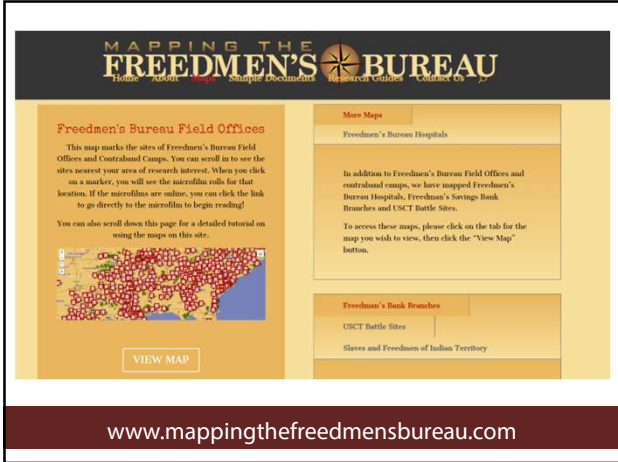 MAPPING THE
FREEDMEN'S BUREAU
Home About Maps Sample Documents Research Guides Contact Us
Freedmen's Bureau Field Offices
This map marks the sites of Freedmen's Bureau Field
Offices and Contraband Camps. You can scroll in to see the
sites nearest your area of research interest. When you click
on a marker, you will see the microfilm rolls for that
location. If the microfilms are online, you can click the link
to go directly to the microfilm to begin reading!
You can also scroll down this page for a detailed tutorial on
using the maps on this site.
VIEW MAP
More Maps
Freedmen's Bureau Hospitals
In addition to Freedmen's Bureau Field Offices and
contraband camps, we have mapped Freedmen's
Bureau Hospitals, Freedman's Savings Bank
Branches and USCT Battle Sites.
To access these maps, please click on the tab for the
map you wish to view, then click the "View Map"
button.
Freedman's Bank Branches
USCT Battle Sites
Slaves and Freedmen of Indian Territory
www.mappingthefreedmensbureau.com